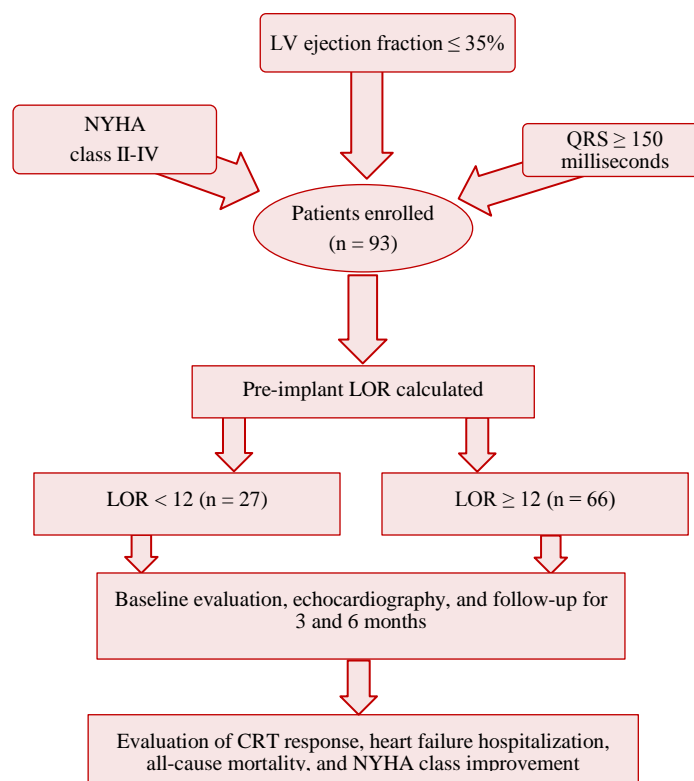 LV ejection fraction ≤ 35%
NYHA
class II-IV
QRS ≥ 150
milliseconds
Patients enrolled
(n = 93)
Pre-implant LOR calculated
LOR < 12 (n = 27)
LOR ≥ 12 (n = 66)
Baseline evaluation, echocardiography, and follow-up for
3 and 6 months
Evaluation of CRT response, heart failure hospitalization,
all-cause mortality, and NYHA class improvement